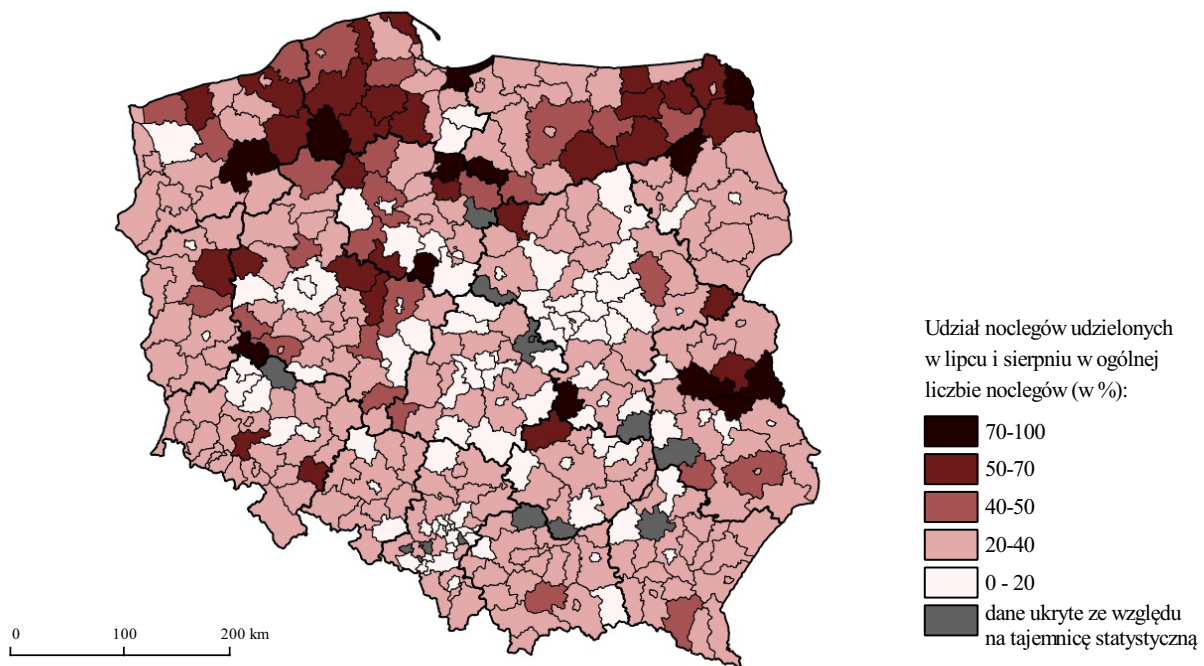 Udział noclegów udzielonych
w lipcu i sierpniu w ogólnej
liczbie noclegów (w %):
70-100
50-70
40-50
20-40
0 - 20
dane ukryte ze względu
na tajemnicę statystyczną
0 100 200 km